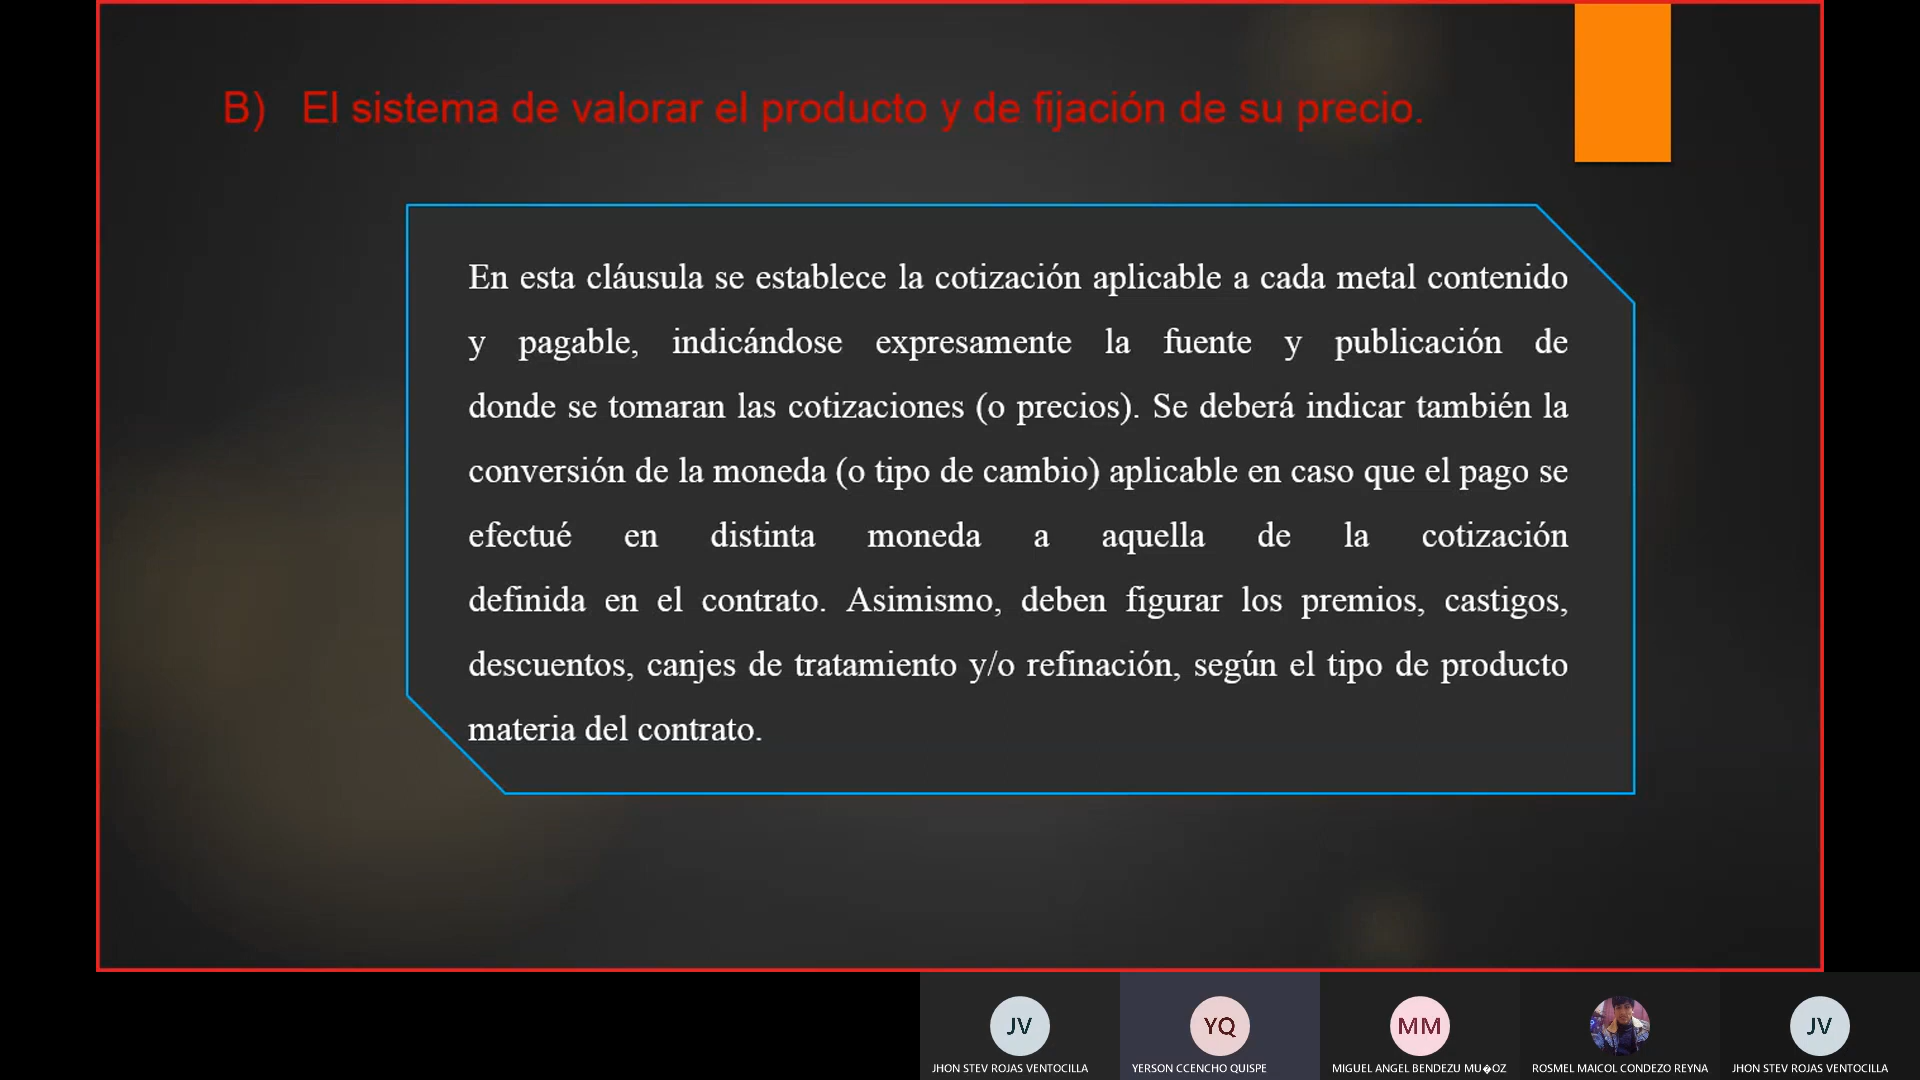 B) El sistema de valorar el producto y de fijación de su precio.
En esta cláusula se establece la cotización aplicable a cada metal contenido
y pagable, indicándose expresamente la fuente y publicación de
donde se tomaran las cotizaciones (o precios). Se deberá indicar también la
conversión de la moneda (o tipo de cambio) aplicable en caso que el pago se
efectué en distinta moneda a aquella de la cotización
definida en el contrato. Asimismo, deben figurar los premios, castigos,
descuentos, canjes de tratamiento y/o refinación, según el tipo de producto
materia del contrato.
JV
YQ
MM
JV
JHON STEV ROJAS VENTOCILLA
YERSON CCENCHO QUISPE
MIGUEL ANGEL BENDEZU MU�OZ
ROSMEL MAICOL CONDEZO REYNA
JHON STEV ROJAS VENTOCILLA